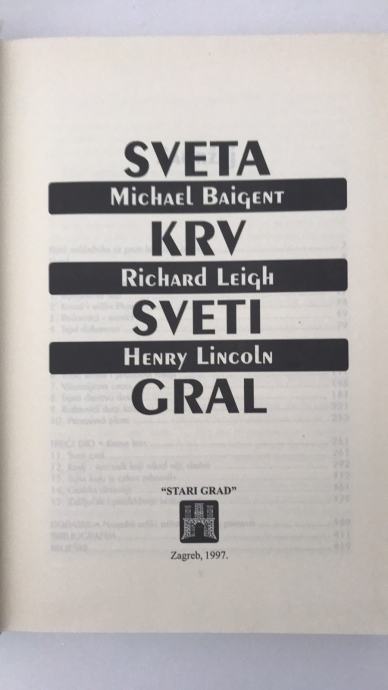 SVETA
Michael Baigent
KRV
Richard Leigh
SVETI
Henry Lincoln
GRAL
"STARI GRAD"
Zagreb, 1997.